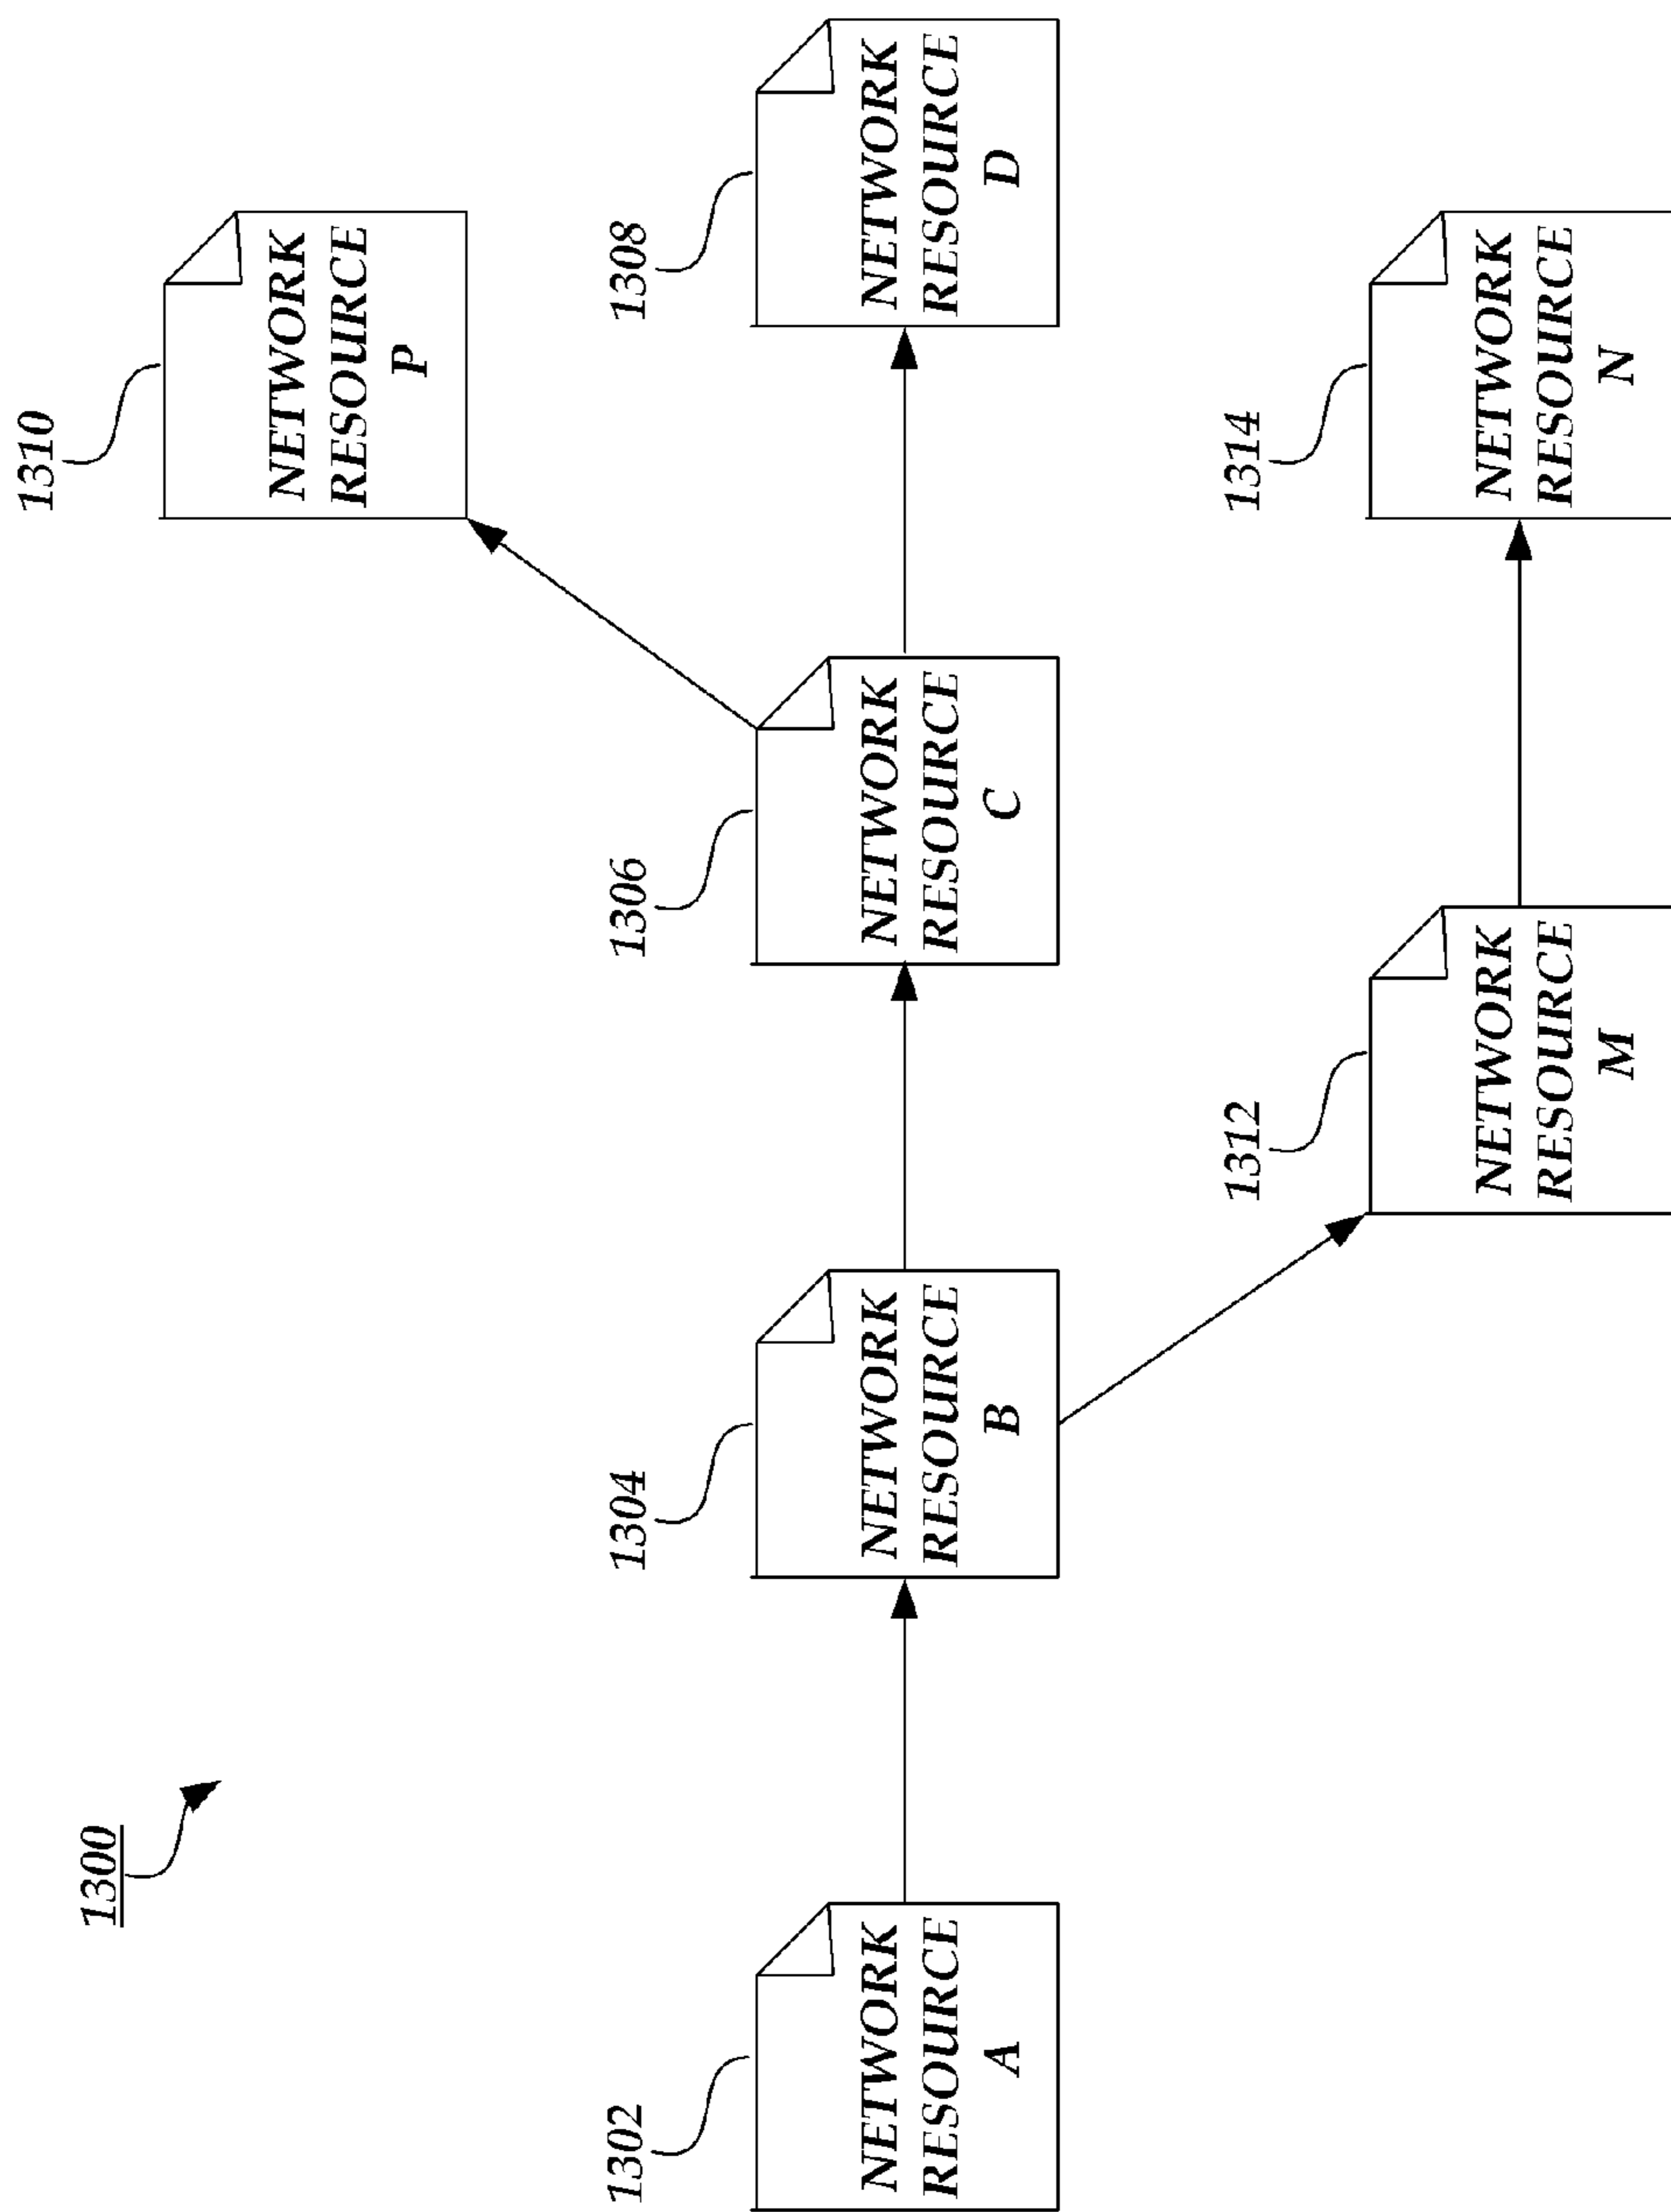 1300
1310
NETWORK
RESOURCE
P
1302
NETWORK
RESOURCE
A
1304
NETWORK
RESOURCE
B
1306
NETWORK
RESOURCE
C
1308
NETWORK
RESOURCE
D
1312
NETWORK
RESOURCE
M
1314
NETWORK
RESOURCE
N